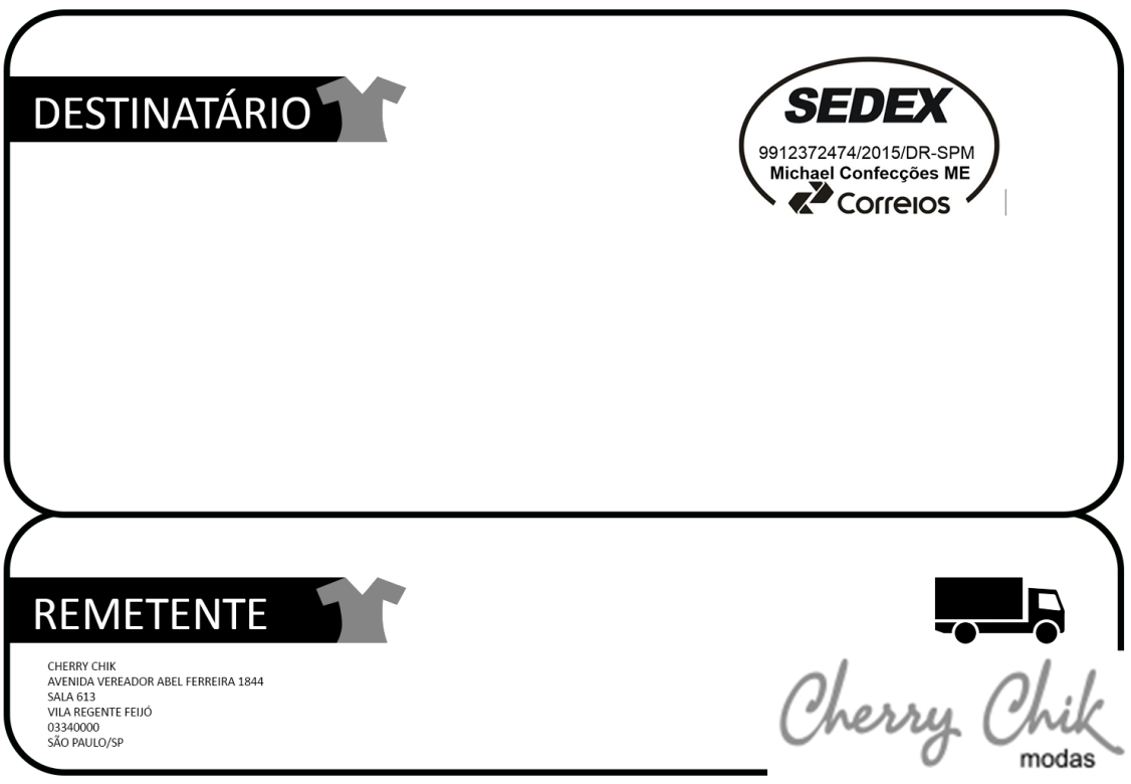 DESTINATÁRIO
SEDEX
9912372474/2015/DR-SPM
Michael Confecções ME
Correios
REMETENTE
CHERRY CHIK
AVENIDA VEREADOR ABEL FERREIRA 1844
SALA 613
VILA REGENTE FEIJÓ
03340000
SÃO PAULO/SP
Cherry Chik
modas